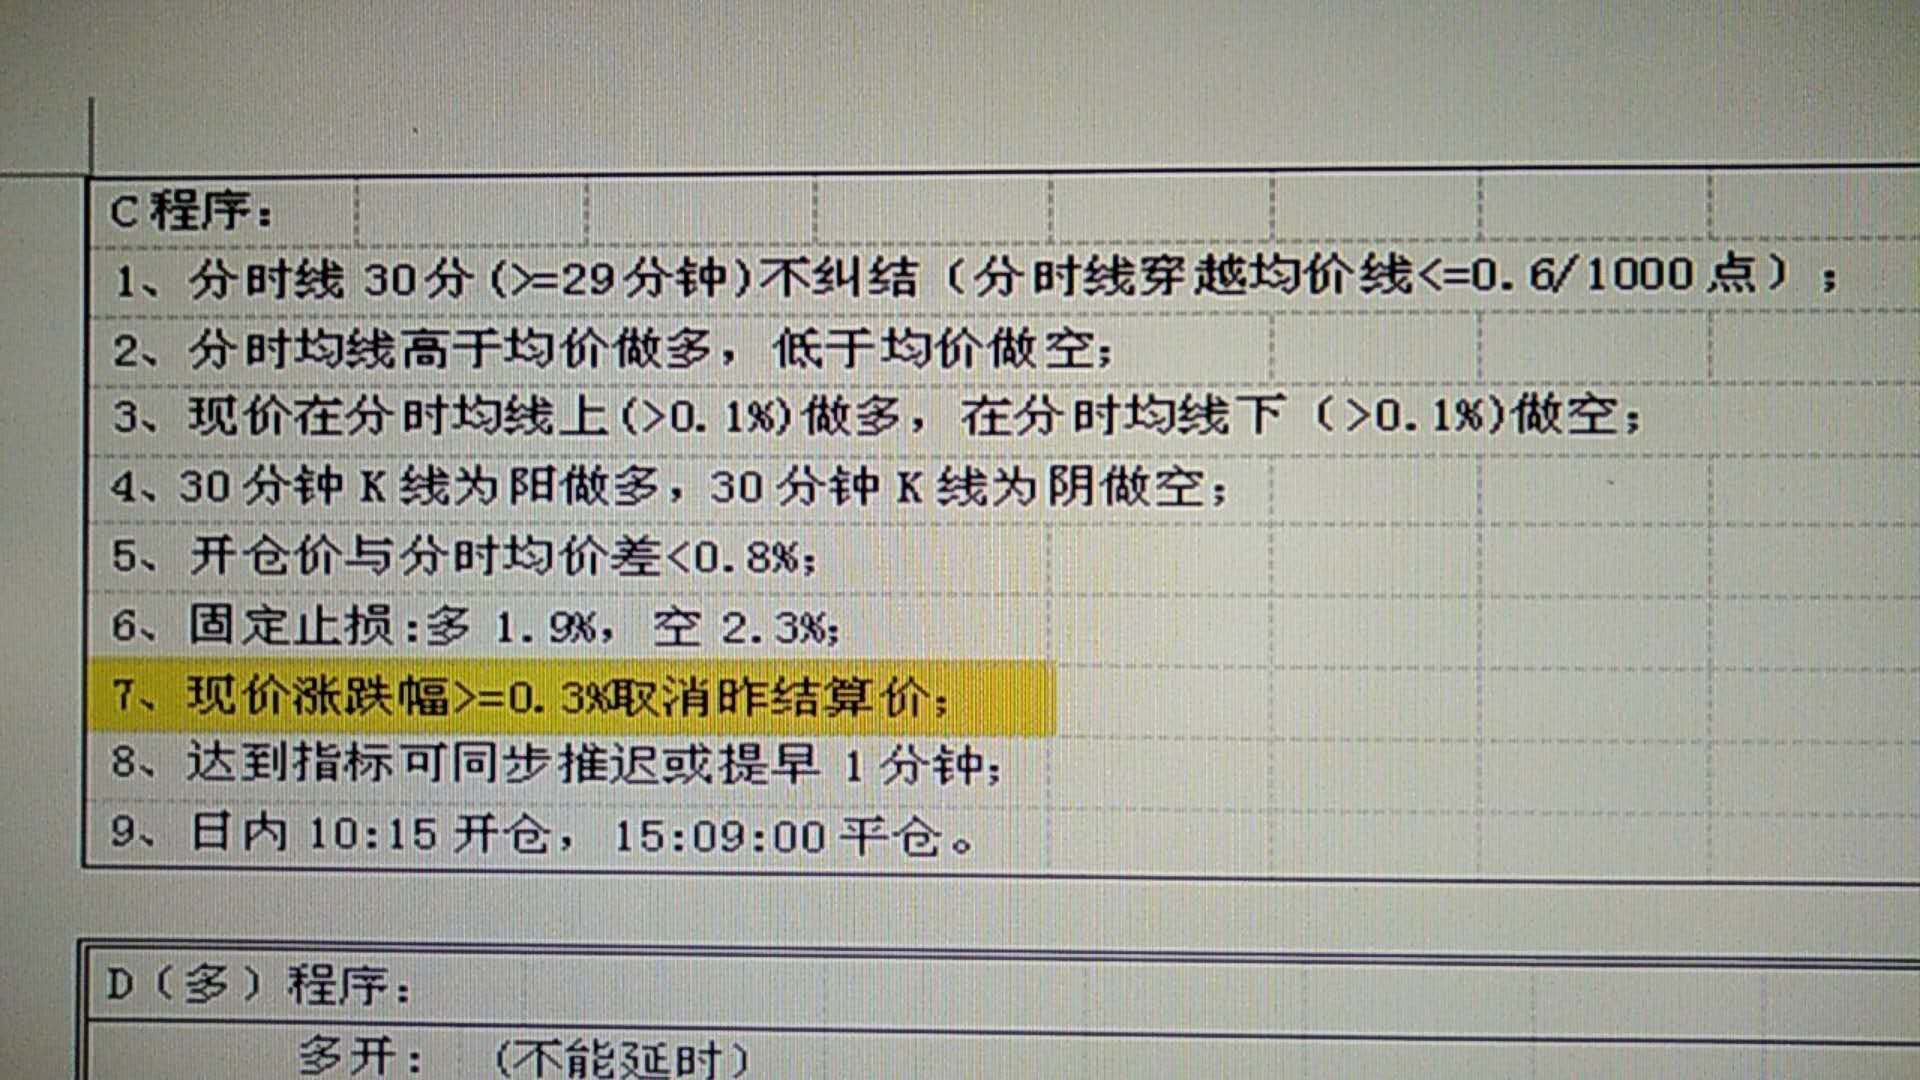 C程序：
1、分时线 30分(>=29分钟)不纠结（分时线穿越均价线<=0.6/1000点）；
2、分时均线高于均价做多，低于均价做空；
3、现价在分时均线上(>0.1%)做多，在分时均线下（>0.1%)做空；
4、30分钟K线为阳做多，30分钟K线为阴做空；
5、开仓价与分时均价差<0.8%；
6、固定止损：多 1.9%，空 2.3%；
7、现价涨跌幅>=0.3%取消昨结算价；
8、达到指标可同步推迟或提早 1 分钟；
9、日内 10:15 开仓，15:09:00 平仓。
D（多）程序：
多开：（不能延时）